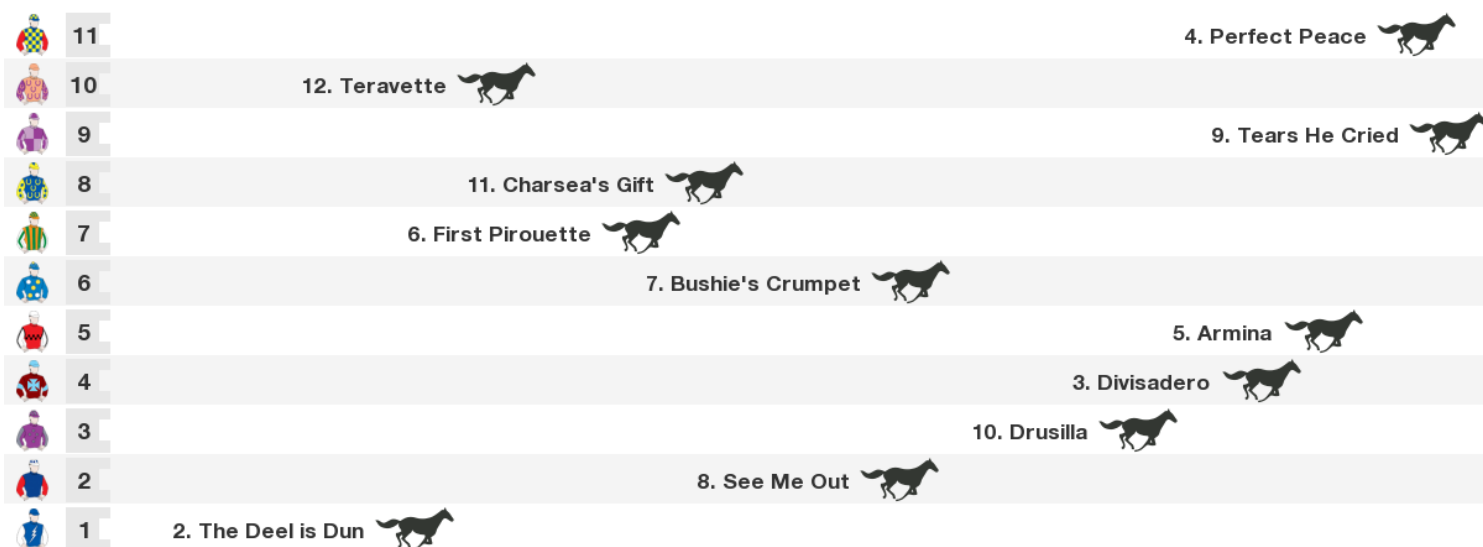 11 4. Perfect Peace
10 12. Teravette
9 9. Tears He Cried
8 11. Charsea's Gift
7 6. First Pirouette
6 7. Bushie's Crumpet
5 5. Armina
4 3. Divisadero
3 10. Drusilla
2 8. See Me Out
1 2. The Deel is Dun